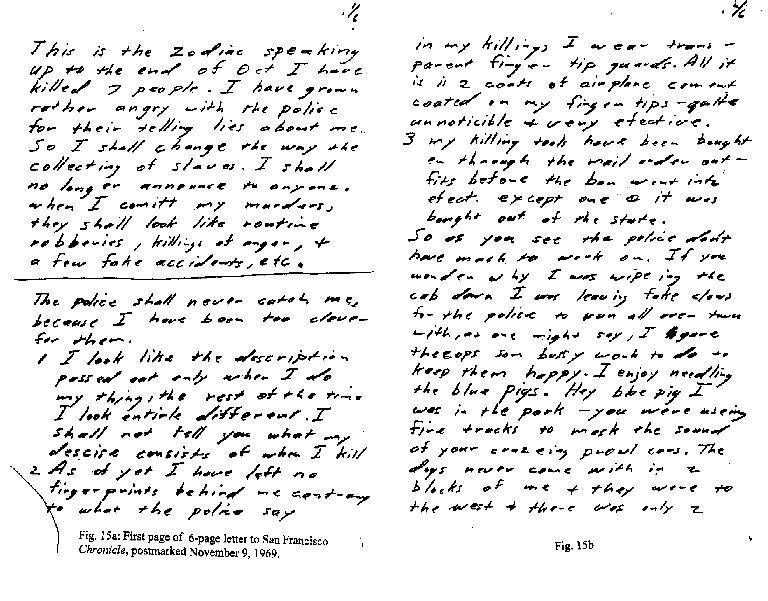 1/6
This is the Zodiac speaking
up to the end of Oct I have
killed 7 people. I have grown
rather angry with the police
for their telling lies about me.
So I shall change the way the
collecting of slaves. I shall
no longer announce to anyone.
when I comitt my murders,
they shall look like routine
robberies, killings of anger, +
a few fake accidents, etc.
The police shall never catch me,
because I have been too clever
for them.
1 I look like the description
passed out only when I do
my thing, the rest of the time
I look entirle different. I
shall not tell you what my
descise consists of when I kill
2 As of yet I have left no
fingerprints behind me contrary
to what the police say
Fig. 15a: First page of 6-page letter to San Francisco
Chronicle, postmarked November 9, 1969.
2/6
in my killings I wear trans -
parent finger tip guards. All it
is is 2 coats of airplane cement
coated on my finger tips - quite
unnoticible + very efective.
3 my killing tools have been bought
en through the mail order out-
fits before the ban went into
efect. except one & it was
bought out of the state.
So as you see the police don't
have much to work on. If you
wonder why I was wipeing the
cab down I was leaving fake clews
for the police to run all over town
with, as one might say, I gave
the cops som bussy work to do to
keep them happy. I enjoy needling
the blue pigs. Hey blue pig I
was in the park - you were useing
fire trucks to mask the sound
of your cruzeing prowl cars. The
dogs never came with in 2
blocks of me + they were to
the west + there was only 2
Fig. 15b